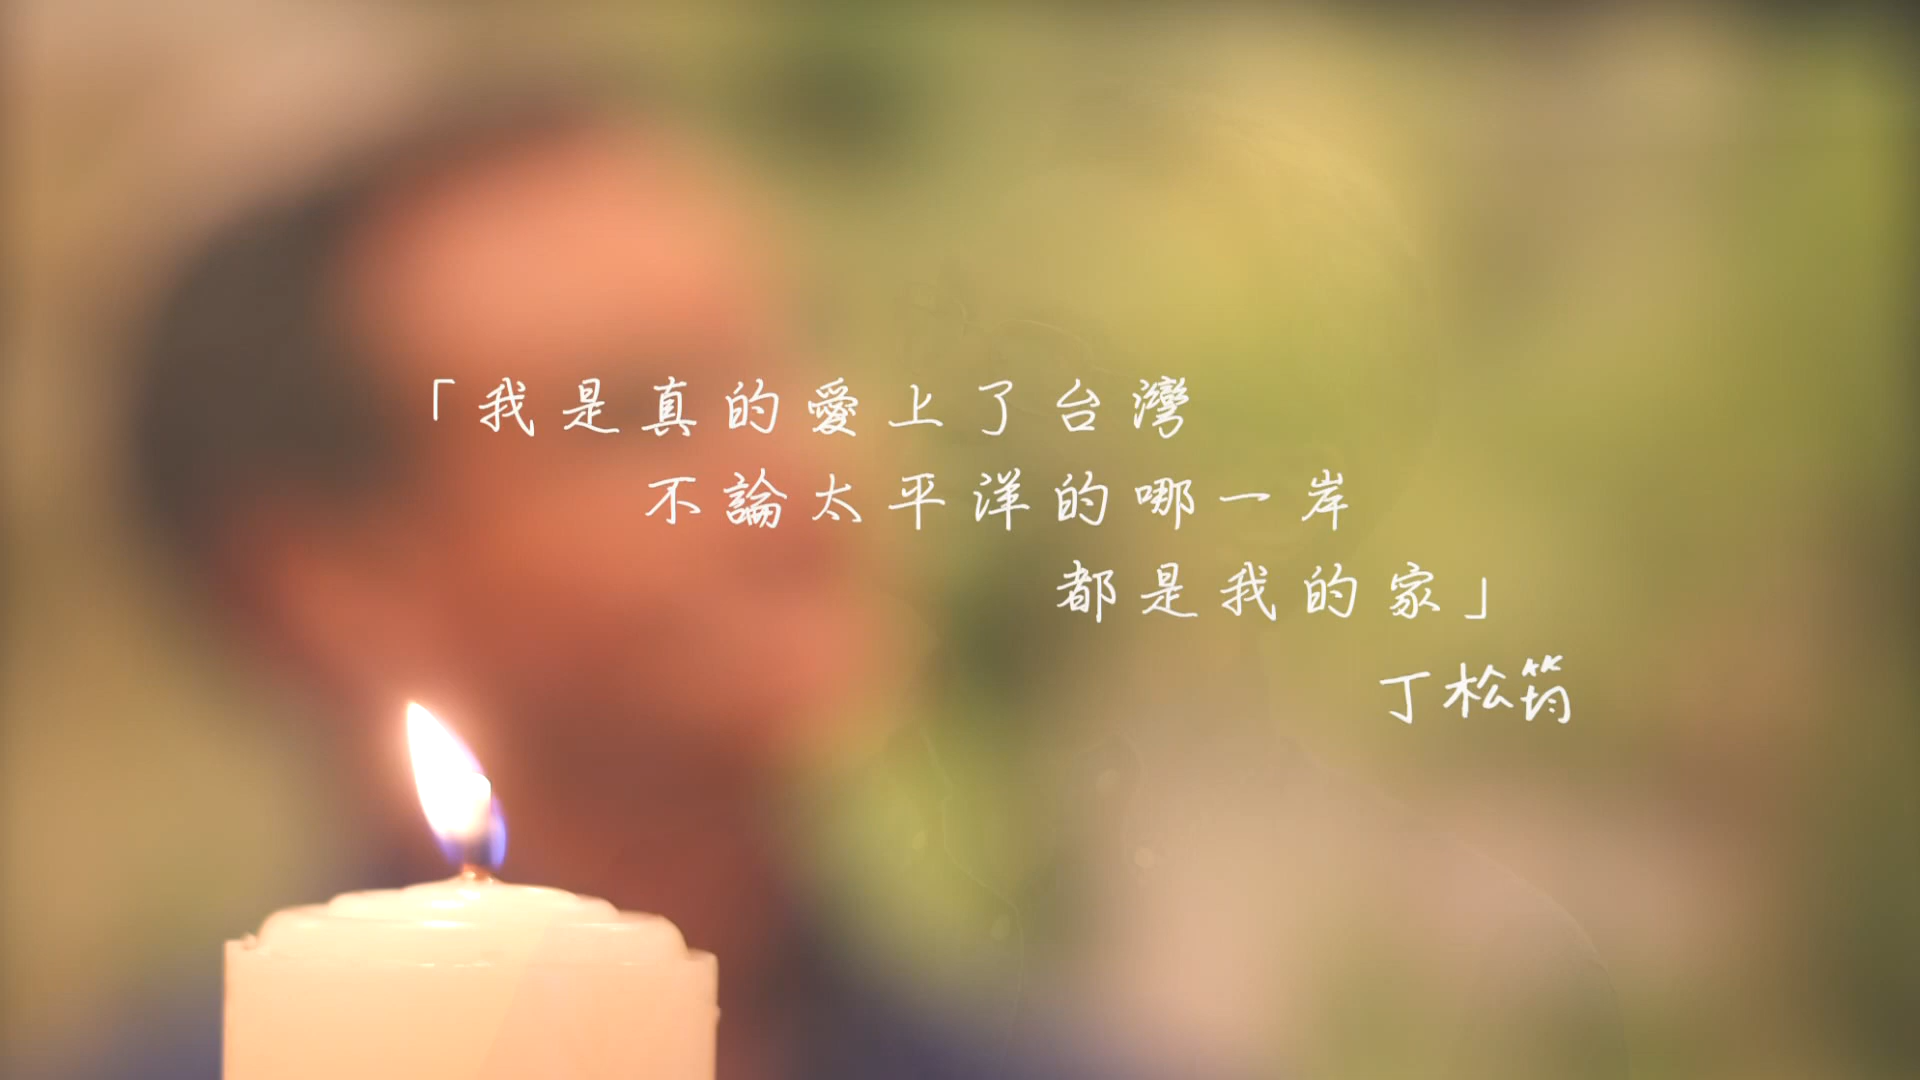 「我是真的愛上了台灣
不論太平洋的哪一岸
都是我的家」
丁松筠